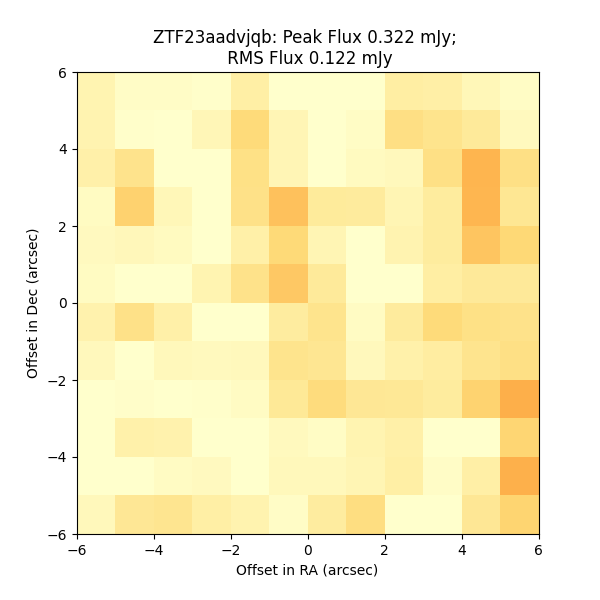 ZTF23aadvjqb: Peak Flux 0.322 mJy;
RMS Flux 0.122 mJy
6
4
2
0
−2
−4
−6
Offset in Dec (arcsec)
−6 −4 −2 0 2 4 6
Offset in RA (arcsec)